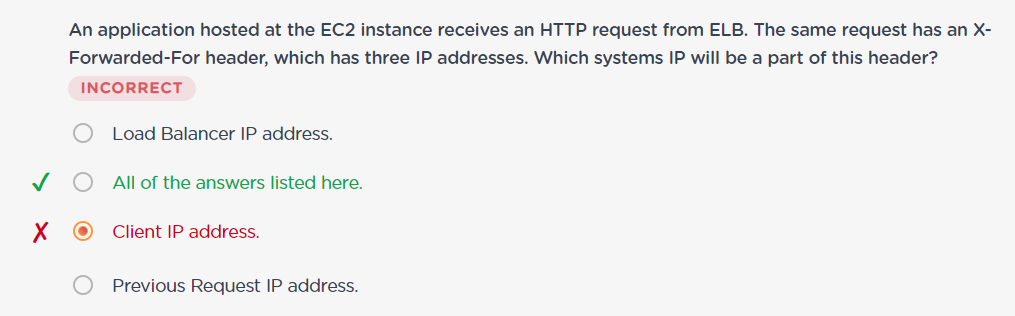 An application hosted at the EC2 instance receives an HTTP request from ELB. The same request has an X-
Forwarded-For header, which has three IP addresses. Which systems IP will be a part of this header?
INCORRECT
Load Balancer IP address.
All of the answers listed here.
Client IP address.
Previous Request IP address.